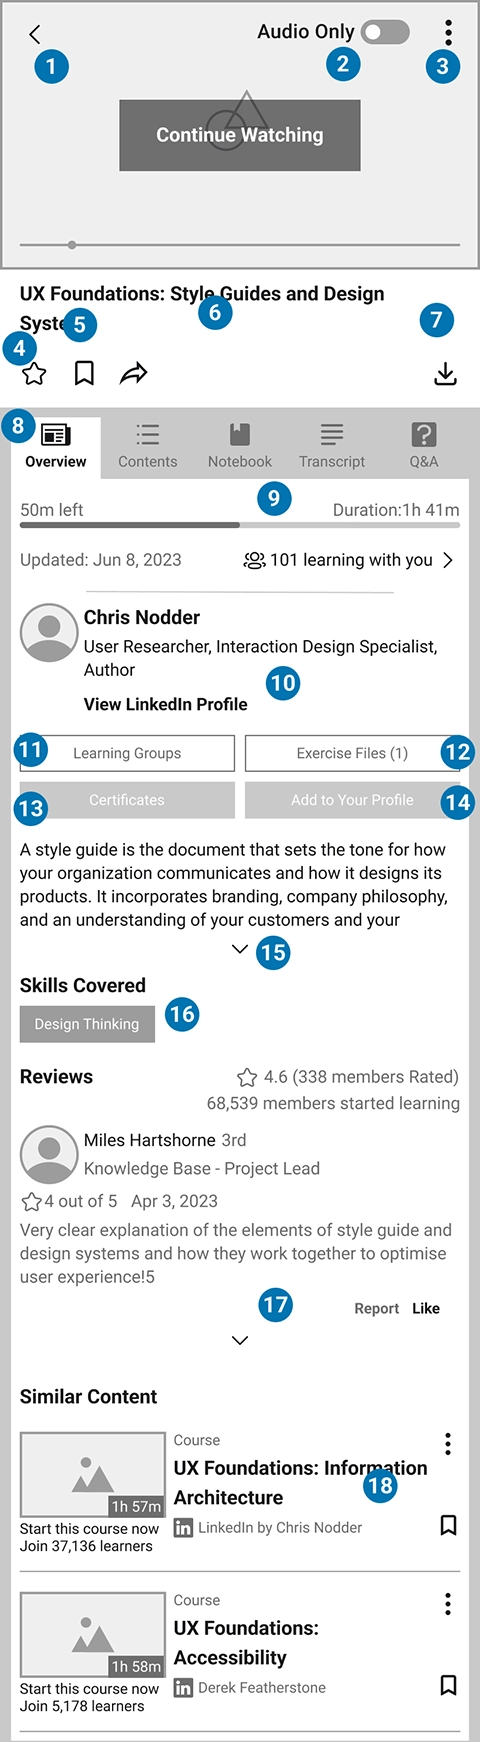 Audio Only
1
2
3
Continue Watching
UX Foundations: Style Guides and Design
Syste
4
5
6
7
8
Overview
Contents
Notebook
Transcript
Q&A
9
50m left
Duration:1h 41m
Updated: Jun 8, 2023
101 learning with you
Chris Nodder
User Researcher, Interaction Design Specialist,
Author
10
View LinkedIn Profile
11
Learning Groups
Exercise Files (1)
12
13
Certificates
Add to Your Profile
14
A style guide is the document that sets the tone for how
your organization communicates and how it designs its
products. It incorporates branding, company philosophy,
and an understanding of your customers and your
15
Skills Covered
Design Thinking
16
Reviews
4.6 (338 members Rated)
68,539 members started learning
Miles Hartshorne 3rd
Knowledge Base - Project Lead
4 out of 5 Apr 3, 2023
Very clear explanation of the elements of style guide and
design systems and how they work together to optimise
user experience!5
17
Report Like
Similar Content
Course
UX Foundations: Information
Architecture
18
in LinkedIn by Chris Nodder
1h 57m
Start this course now
Join 37,136 learners
Course
UX Foundations:
Accessibility
in Derek Featherstone
1h 58m
Start this course now
Join 5,178 learners